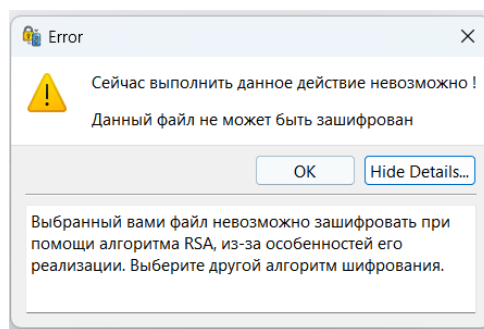 Error
Сейчас выполнить данное действие невозможно !
Данный файл не может быть зашифрован
OK
Hide Details...
Выбранный вами файл невозможно зашифровать при
помощи алгоритма RSA, из-за особенностей его
реализации. Выберите другой алгоритм шифрования.